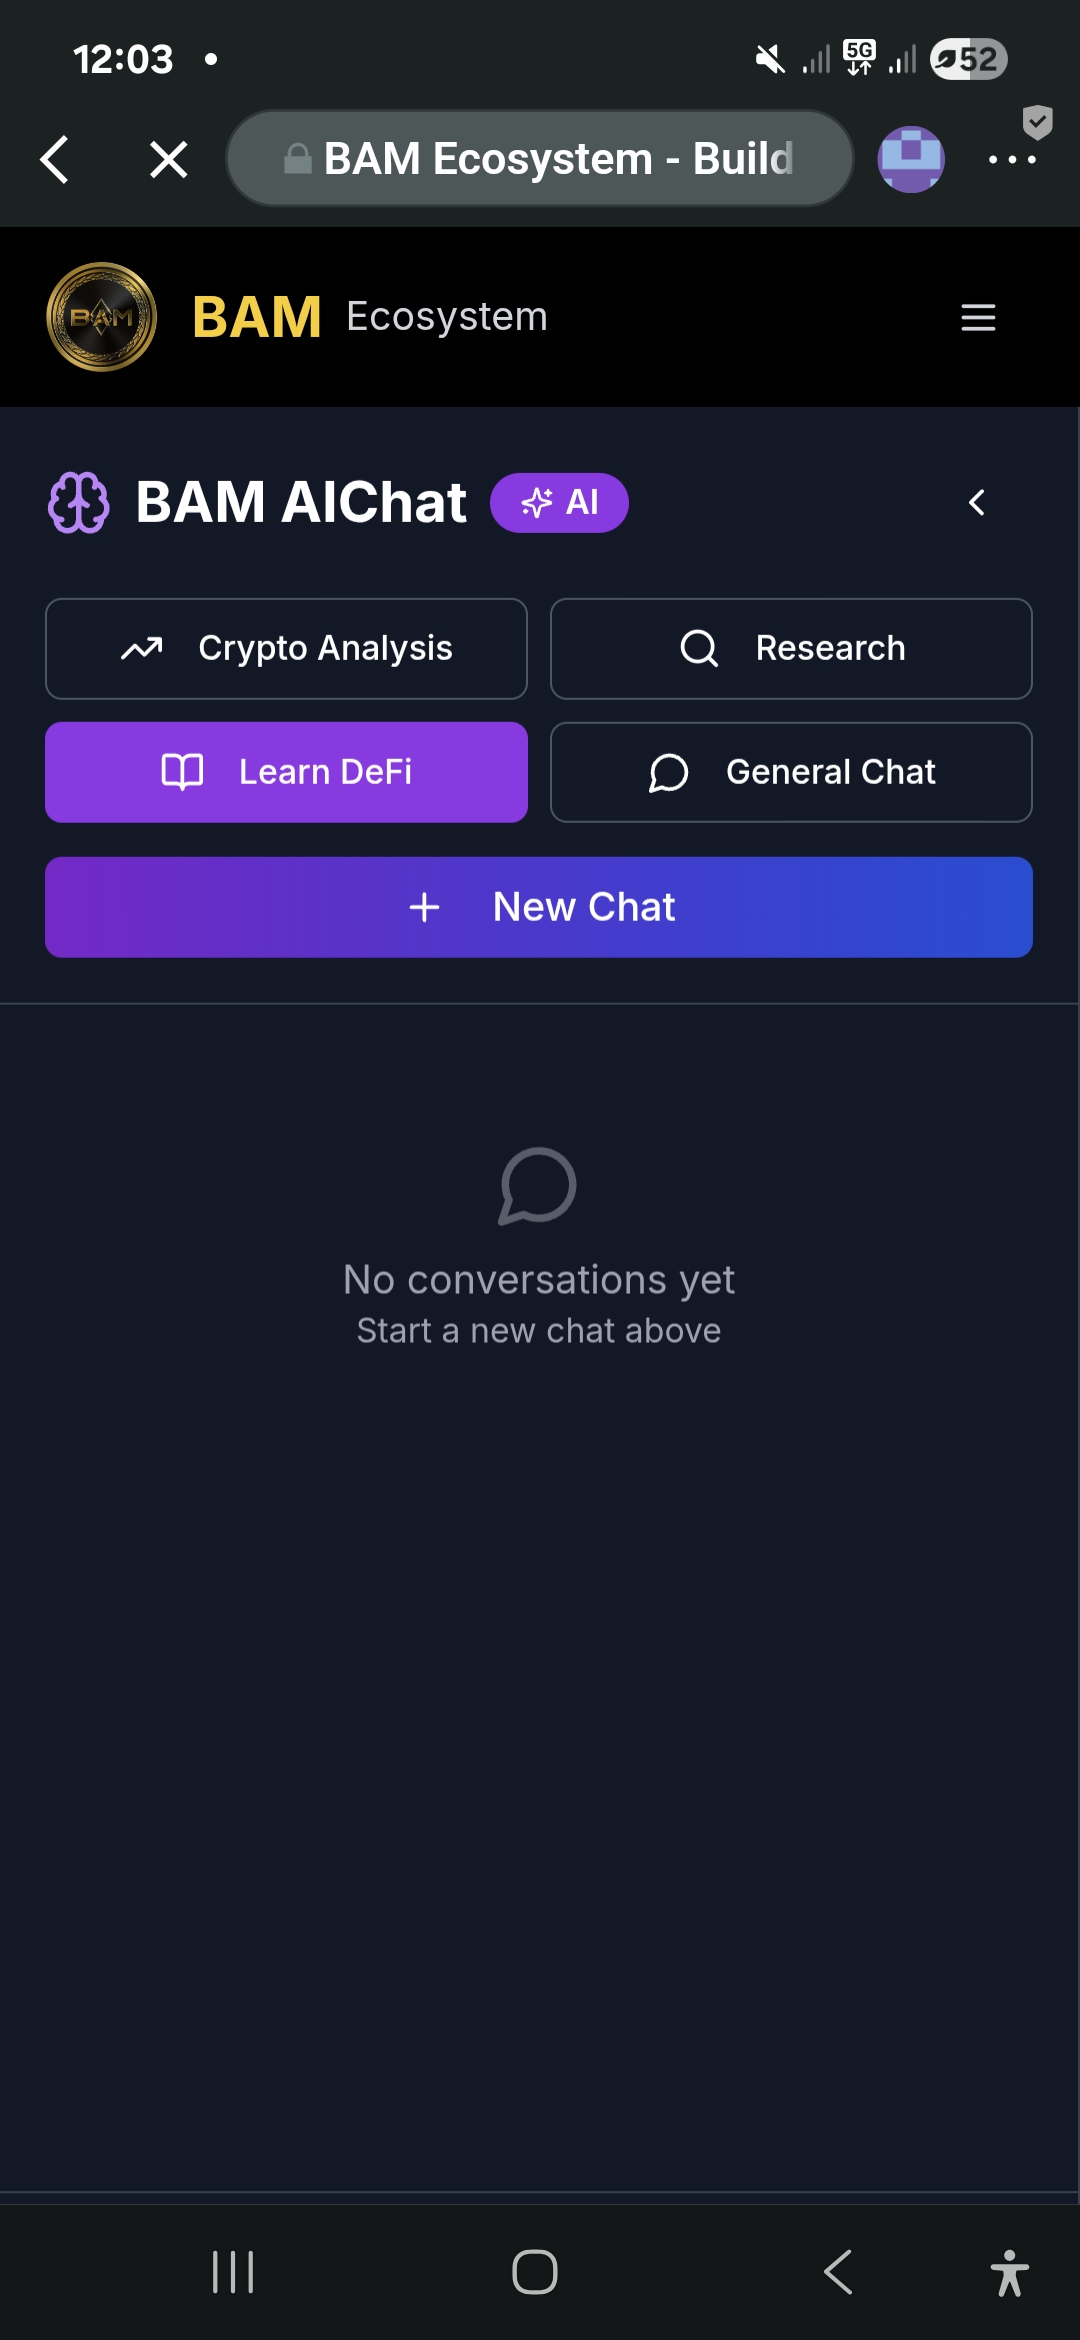 12:03
5G
52
BAM Ecosystem - Build
BAM
BAM Ecosystem
BAM AIChat
AI
Crypto Analysis
Research
Learn DeFi
General Chat
New Chat
No conversations yet
Start a new chat above